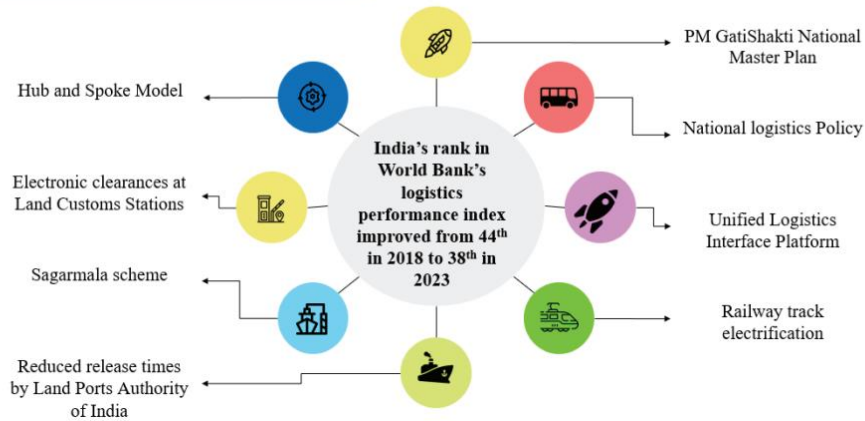 PM GatiShakti National
Master Plan
Hub and Spoke Model
National logistics Policy
India's rank in
World Bank's
logistics
performance index
improved from 44th
in 2018 to 38th in
2023
Electronic clearances at
Land Customs Stations
Unified Logistics
Interface Platform
Sagarmala scheme
Railway track
electrification
Reduced release times
by Land Ports Authority
of India